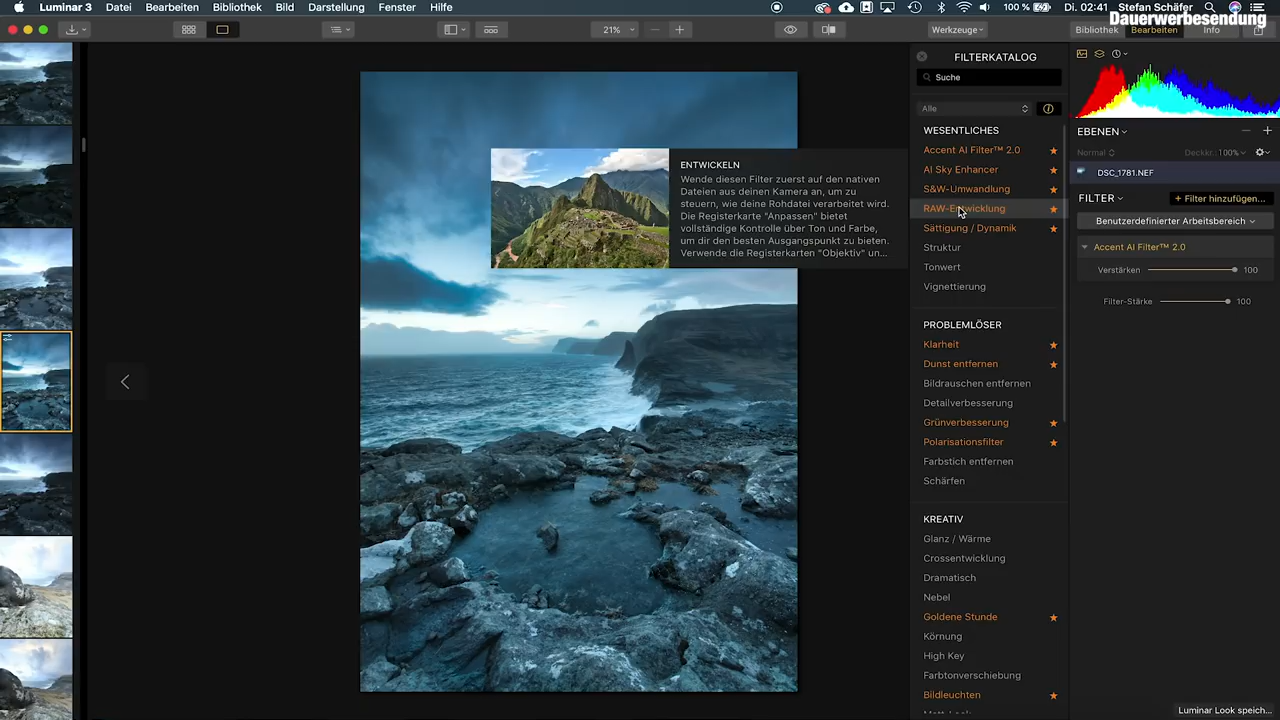 Luminar 3 Datei Bearbeiten Bibliothek Bild Darstellung Fenster Hilfe
100 % Di. 02:41 Stefan Schäfer
Dauerwerbesendung
21%
Werkzeuge
Bibliothek Bearbeiten Info
FILTERKATALOG
Suche
Alle
WESENTLICHES
Accent AI Filter™ 2.0
AI Sky Enhancer
S&W-Umwandlung
RAW-Entwicklung
Sättigung / Dynamik
Struktur
Tonwert
Vignettierung
PROBLEMLÖSER
Klarheit
Dunst entfernen
Bildrauschen entfernen
Detailverbesserung
Grünverbesserung
Polarisationsfilter
Farbstich entfernen
Schärfen
KREATIV
Glanz / Wärme
Crossentwicklung
Dramatisch
Nebel
Goldene Stunde
Körnung
High Key
Farbtonverschiebung
Bildleuchten
ENTWICKELN
Wende diesen Filter zuerst auf den nativen
Dateien aus deinen Kamera an, um zu
steuern, wie deine Rohdatei verarbeitet wird.
Die Registerkarte "Anpassen" bietet
vollständige Kontrolle über Ton und Farbe,
um dir den besten Ausgangspunkt zu bieten.
Verwende die Registerkarten "Objektiv" un...
EBENEN
Normal Deckkr.: 100%
DSC_1781.NEF
FILTER + Filter hinzufügen...
Benutzerdefinierter Arbeitsbereich
Accent AI Filter™ 2.0
Verstärken 100
Filter-Stärke 100
Luminar Look speich...